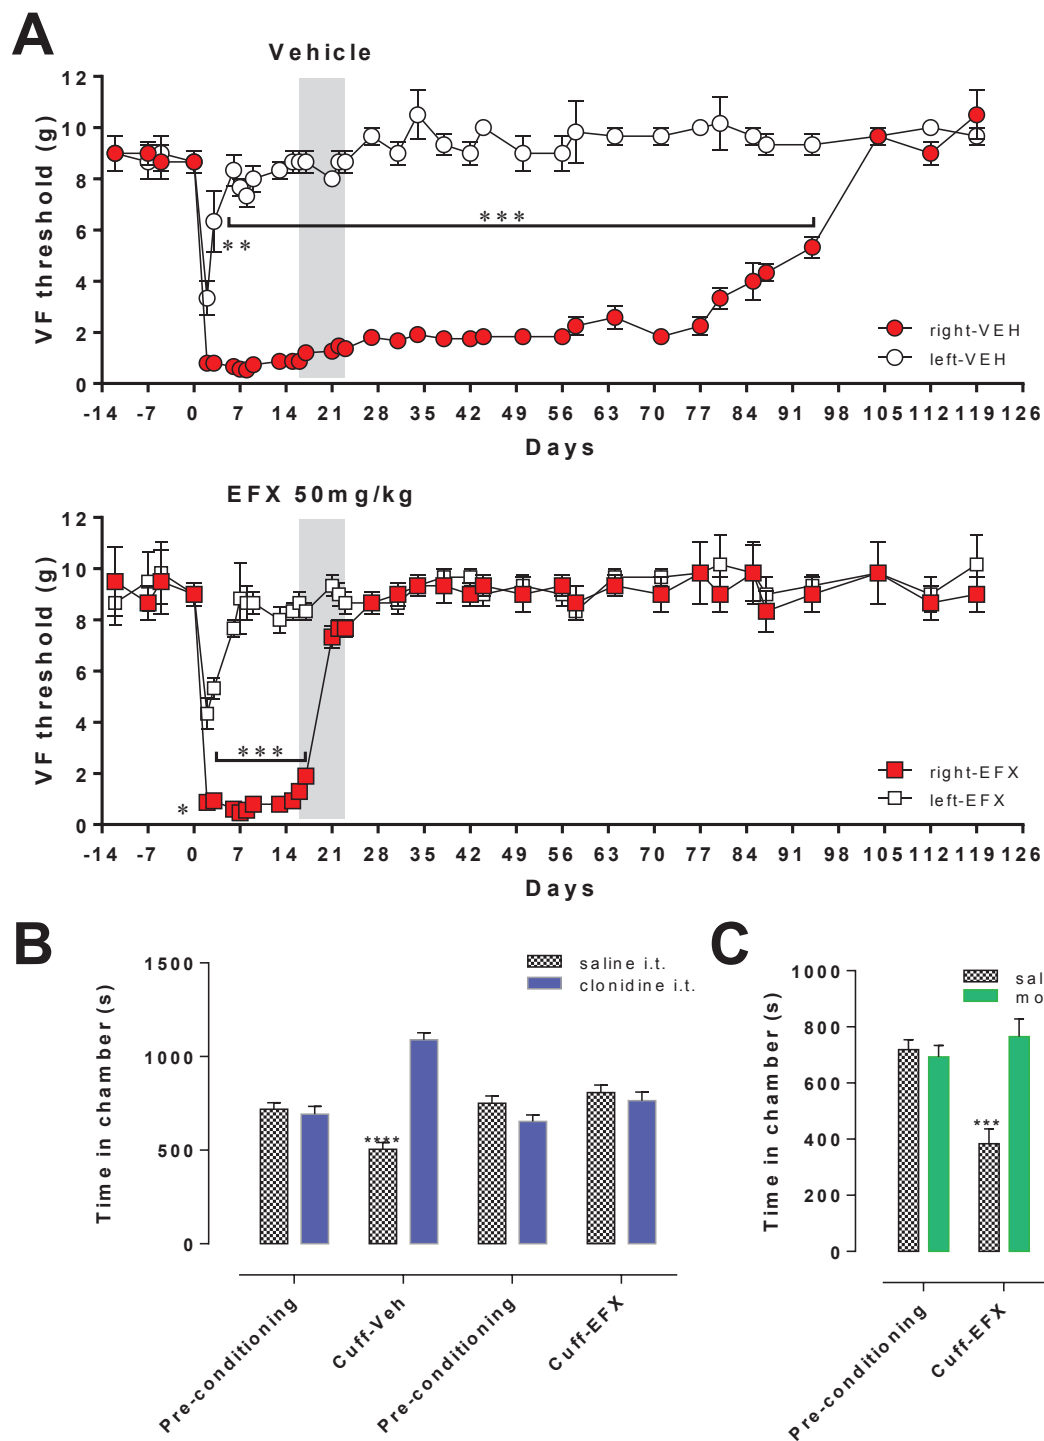 A
Vehicle
VF threshold (g)
12
10
8
6
4
2
0
***
**
right-VEH
left-VEH
-14 -7 0 7 14 21 28 35 42 49 56 63 70 77 84 91 98 105 112 119 126
Days
EFX 50mg/kg
VF threshold (g)
12
10
8
6
4
2
0
***
*
right-EFX
left-EFX
-14 -7 0 7 14 21 28 35 42 49 56 63 70 77 84 91 98 105 112 119 126
Days
B
Time in chamber (s)
1500
1000
500
0
saline i.t.
clonidine i.t.
****
Pre-conditioning
Cuff-Veh
Pre-conditioning
Cuff-EFX
C
Time in chamber (s)
1000
800
600
400
200
0
sal
mo
***
Pre-conditioning
Cuff-EFX